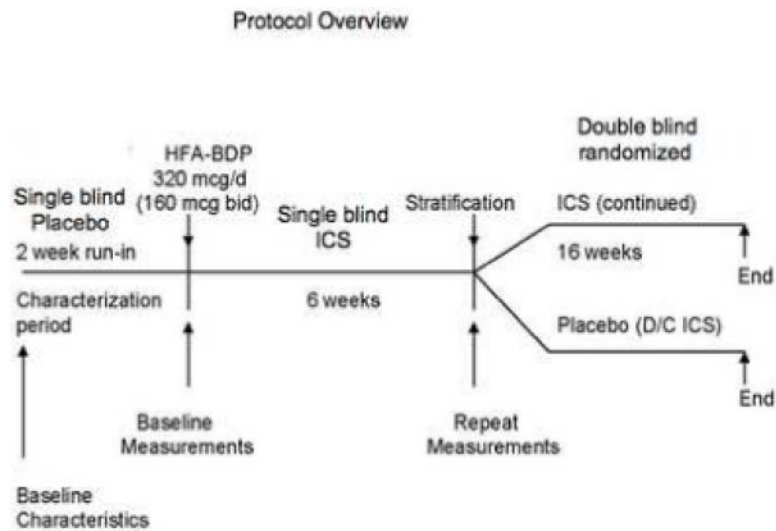 Protocol Overview
Double blind
randomized
HFA-BDP
320 mcg/d
(160 mcg bid)
Single blind
Placebo
Single blind
ICS
Stratification
ICS (continued)
2 week run-in
16 weeks
End
Characterization
period
6 weeks
Placebo (D/C ICS)
End
Baseline
Measurements
Repeat
Measurements
Baseline
Characteristics